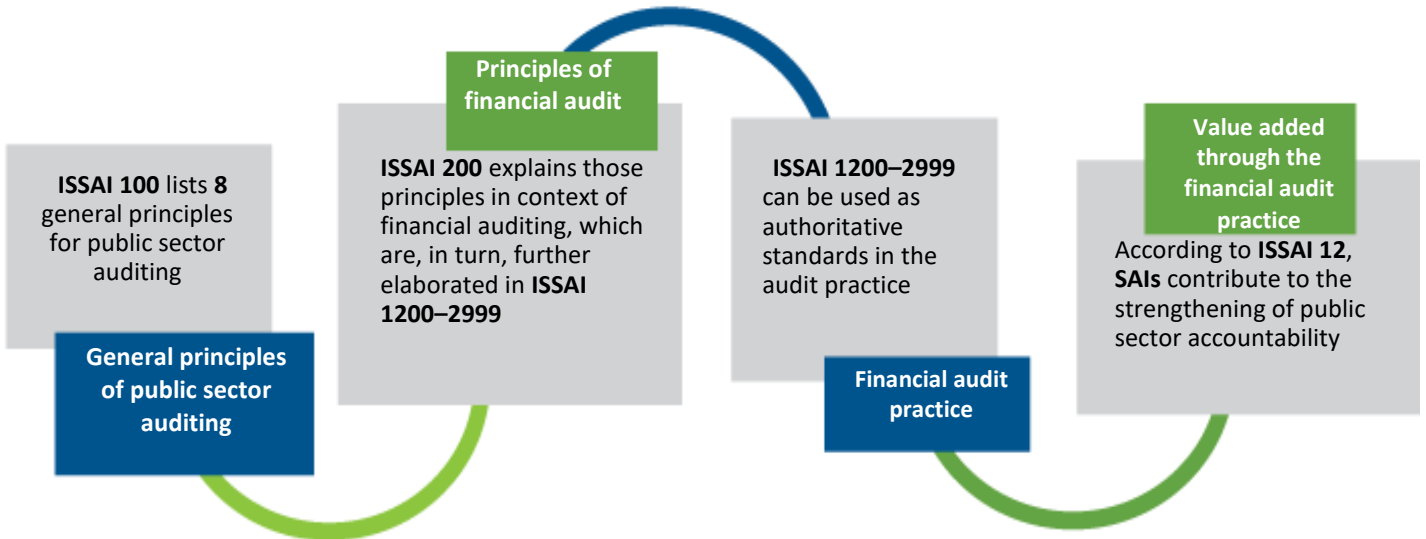 ISSAI 100 lists 8
general principles
for public sector
auditing
General principles
of public sector
auditing
Principles of
financial audit
ISSAI 200 explains those
principles in context of
financial auditing, which
are, in turn, further
elaborated in ISSAI
1200–2999
ISSAI 1200–2999
can be used as
authoritative
standards in the
audit practice
Financial audit
practice
Value added
through the
financial audit
practice
According to ISSAI 12,
SAIs contribute to the
strengthening of public
sector accountability